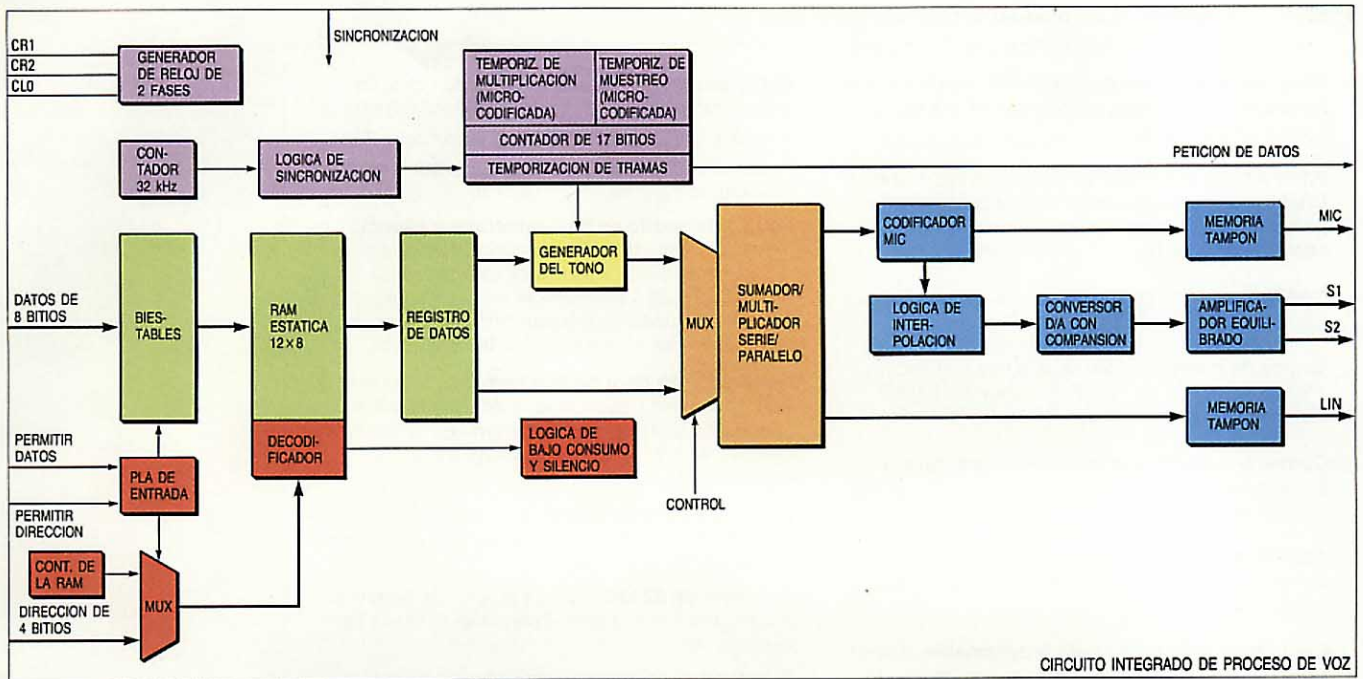 SINCRONIZACION
CR1
CR2
CL0
GENERADOR
DE RELOJ DE
2 FASES
TEMPORIZ. DE
MULTIPLICACION
(MICRO-
CODIFICADA)
TEMPORIZ. DE
MUESTREO
(MICRO-
CODIFICADA)
CONTADOR DE 17 BITIOS
TEMPORIZACION DE TRAMAS
CON-
TADOR
32 kHz
LOGICA DE
SINCRONIZACION
PETICION DE DATOS
DATOS DE
8 BITIOS
BIES-
TABLES
RAM
ESTATICA
12×8
REGISTRO
DE DATOS
GENERADOR
DEL TONO
MUX
SUMADOR/
MULTI-
PLICADOR
SERIE/
PARALELO
CODIFICADOR
MIC
MEMORIA
TAMPON
MIC
LOGICA DE
INTER-
POLACION
CONVERSOR
D/A CON
COMPANSION
AMPLIFICA-
DOR EQUILI-
BRADO
S1
S2
MEMORIA
TAMPON
LIN
DECODI-
FICADOR
LOGICA DE
BAJO CONSUMO
Y SILENCIO
CONTROL
PERMITIR
DATOS
PLA DE
ENTRADA
PERMITIR
DIRECCION
CONT. DE
LA RAM
MUX
DIRECCION DE
4 BITIOS
CIRCUITO INTEGRADO DE PROCESO DE VOZ